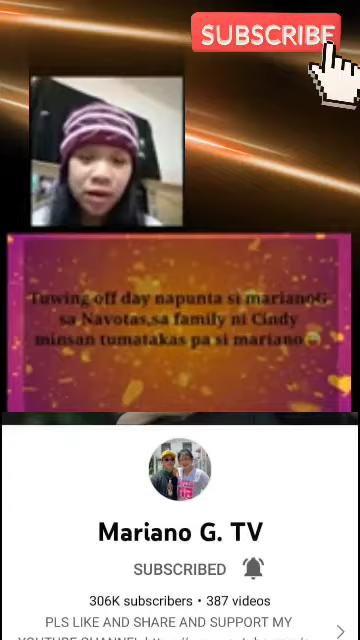 SUBSCRIBE
Tuwing off day napunta si marianoG
sa Navotas,sa family ni Cindy
minsan tumatakas pa si mariano😄
Mariano G. TV
SUBSCRIBED
306K subscribers • 387 videos
PLS LIKE AND SHARE AND SUPPORT MY